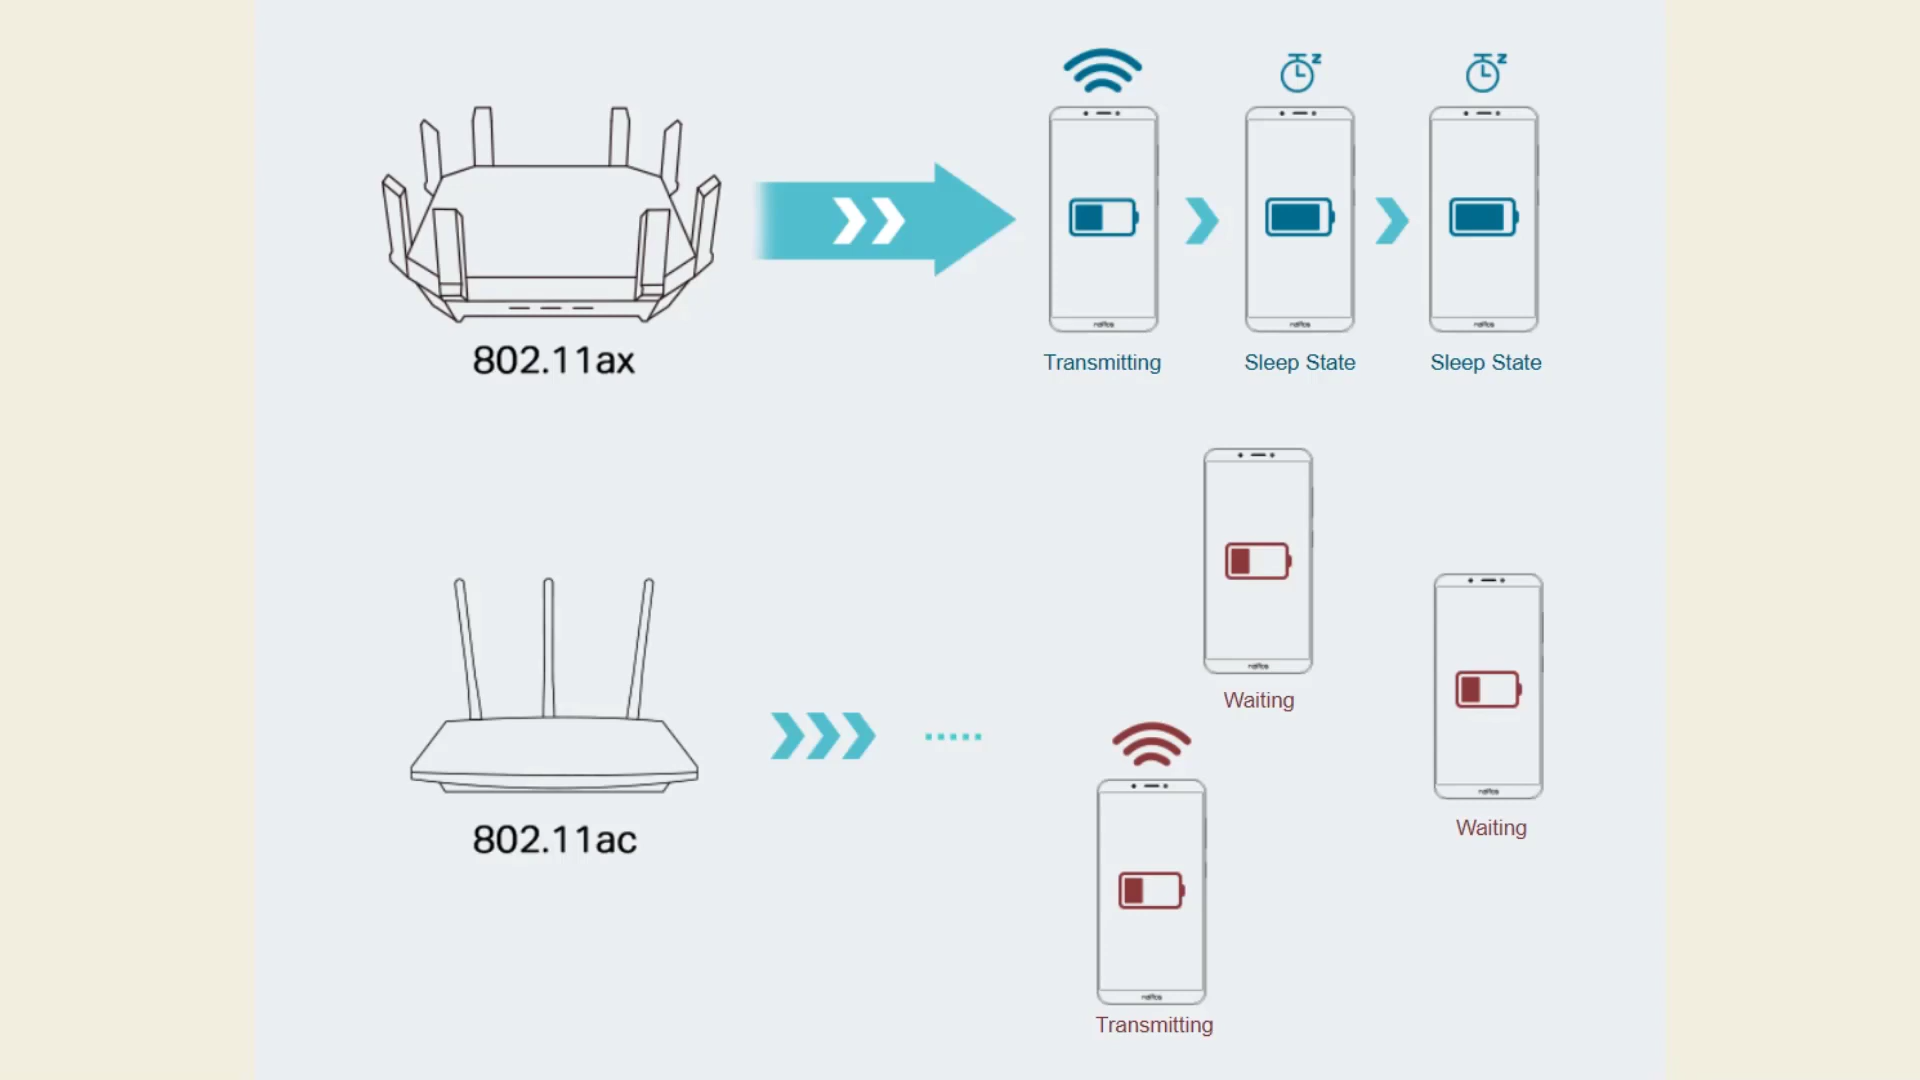 802.11ax
Transmitting
Sleep State
Sleep State
802.11ac
Waiting
Waiting
Transmitting